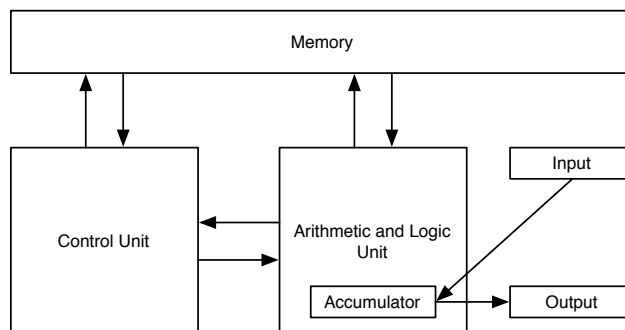 Memory
Control Unit
Arithmetic and Logic
Unit
Accumulator
Input
Output